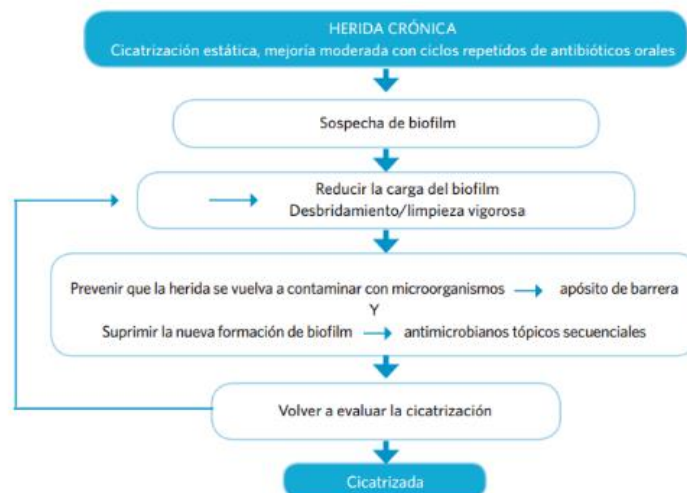 HERIDA CRÓNICA
Cicatrización estática, mejoría moderada con ciclos repetidos de antibióticos orales
Sospecha de biofilm
Reducir la carga del biofilm
Desbridamiento/limpieza vigorosa
Prevenir que la herida se vuelva a contaminar con microorganismos → apósito de barrera
Y
Suprimir la nueva formación de biofilm → antimicrobianos tópicos secuenciales
Volver a evaluar la cicatrización
Cicatrizada